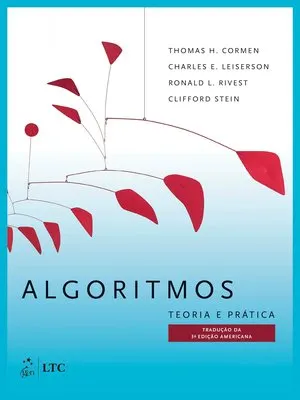 THOMAS H. CORMEN
CHARLES E. LEISERSON
RONALD L. RIVEST
CLIFFORD STEIN
ALGORITMOS
TEORIA E PRÁTICA
TRADUÇÃO DA
3ª EDIÇÃO AMERICANA
LTC